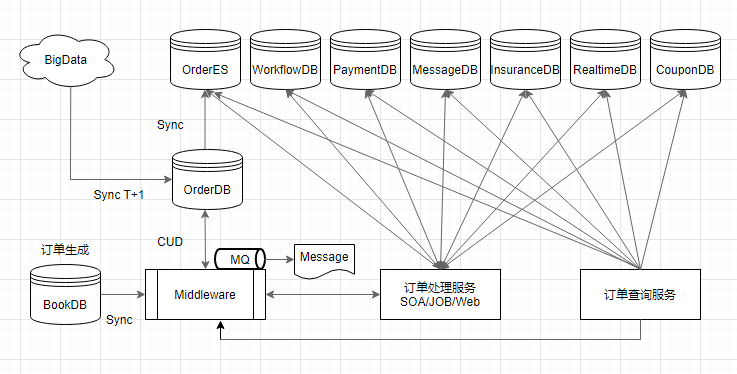 BigData
OrderES
WorkflowDB
PaymentDB
MessageDB
InsuranceDB
RealtimeDB
CouponDB
Sync
Sync T+1
OrderDB
CUD
订单生成
MQ
Message
BookDB
Sync
Middleware
订单处理服务
SOA/JOB/Web
订单查询服务